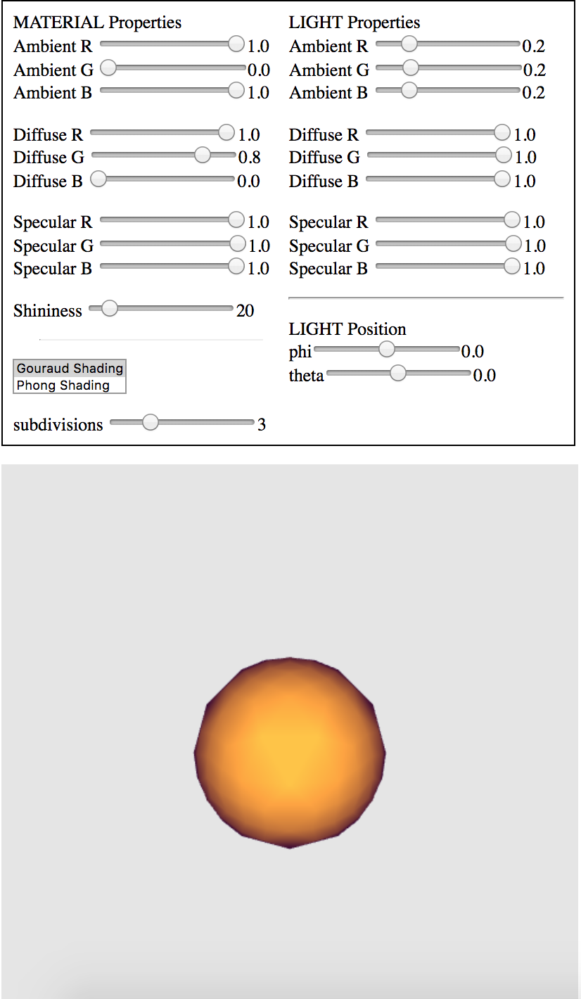 MATERIAL Properties
Ambient R 1.0
Ambient G 0.0
Ambient B 1.0
Diffuse R 1.0
Diffuse G 0.8
Diffuse B 0.0
Specular R 1.0
Specular G 1.0
Specular B 1.0
Shininess 20
Gouraud Shading
Phong Shading
subdivisions 3
LIGHT Properties
Ambient R 0.2
Ambient G 0.2
Ambient B 0.2
Diffuse R 1.0
Diffuse G 1.0
Diffuse B 1.0
Specular R 1.0
Specular G 1.0
Specular B 1.0
LIGHT Position
phi 0.0
theta 0.0